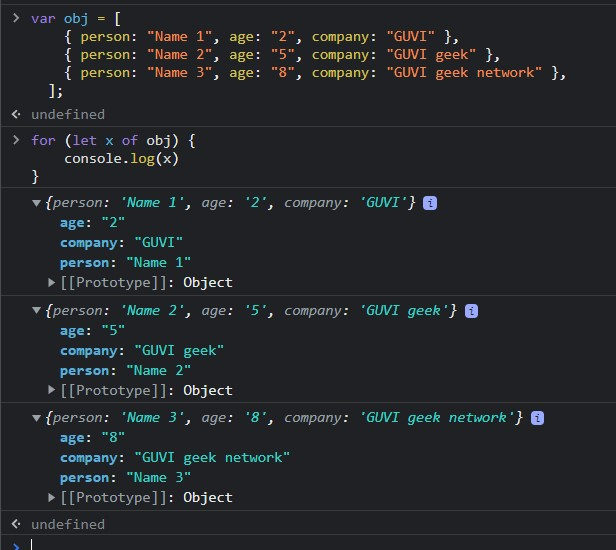 > var obj = [
{ person: "Name 1", age: "2", company: "GUVI" },
{ person: "Name 2", age: "5", company: "GUVI geek" },
{ person: "Name 3", age: "8", company: "GUVI geek network" },
];
undefined
> for (let x of obj) {
console.log(x)
}
{person: 'Name 1', age: '2', company: 'GUVI'} i
age: "2"
company: "GUVI"
person: "Name 1"
[[Prototype]]: Object
{person: 'Name 2', age: '5', company: 'GUVI geek'} i
age: "5"
company: "GUVI geek"
person: "Name 2"
[[Prototype]]: Object
{person: 'Name 3', age: '8', company: 'GUVI geek network'} i
age: "8"
company: "GUVI geek network"
person: "Name 3"
[[Prototype]]: Object
undefined
>